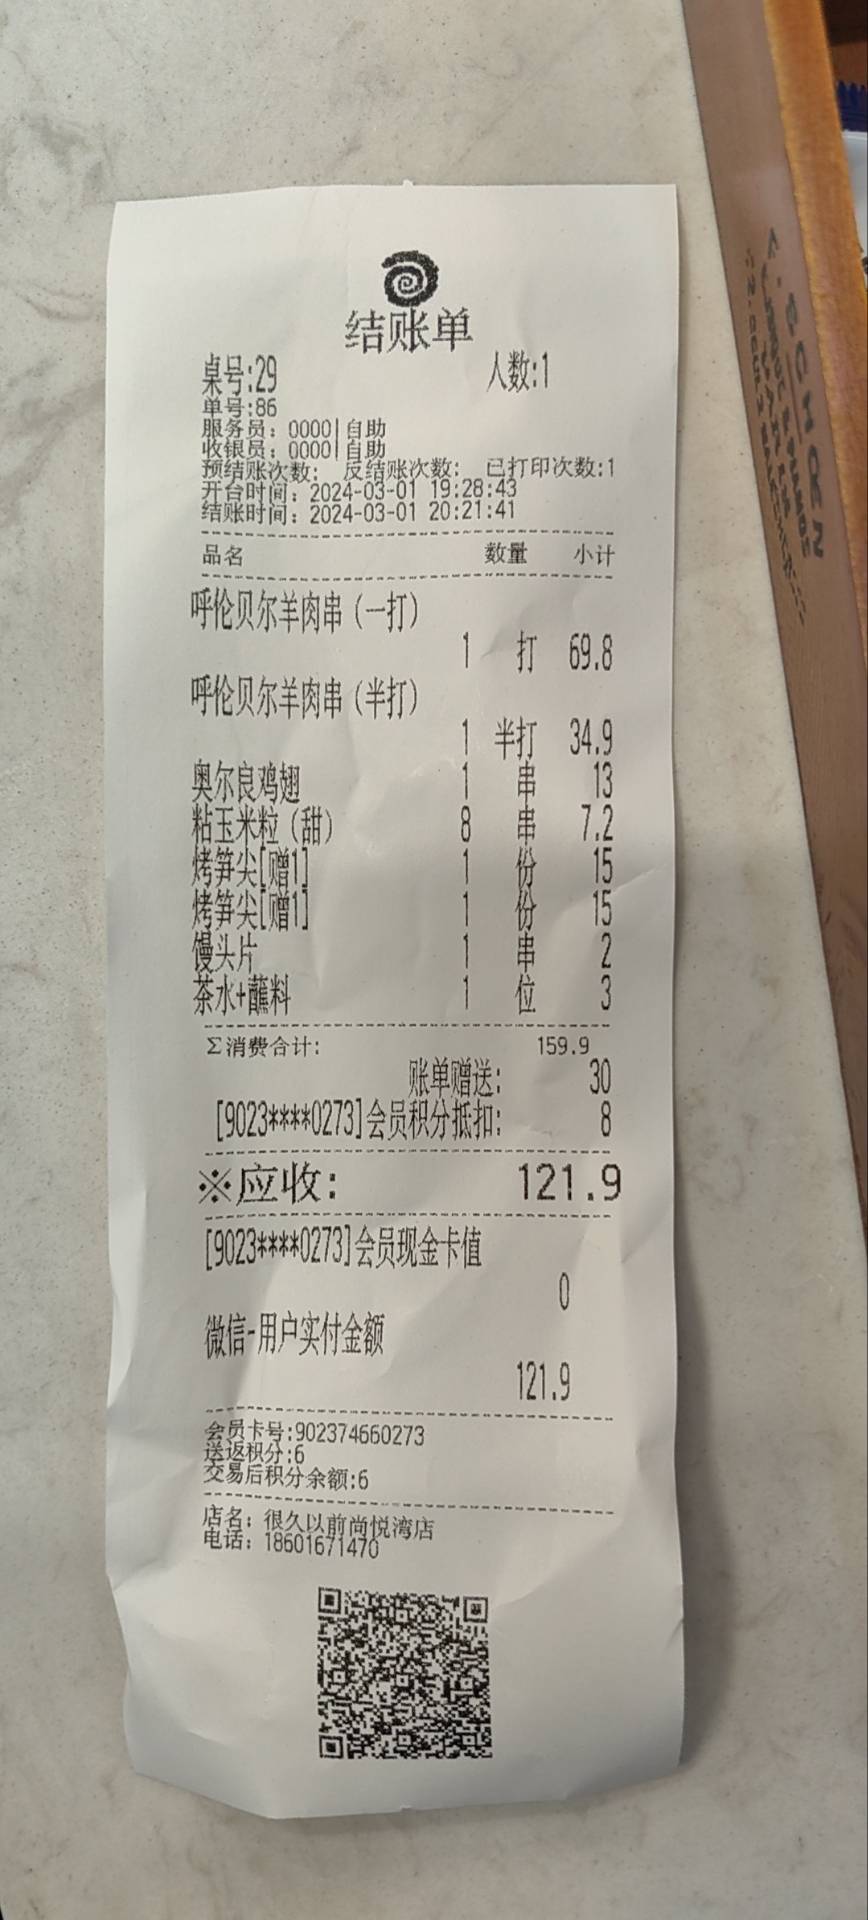 结账单
桌号:29 人数:1
单号:86
服务员: 0000|自助
收银员: 0000|自助
预结账次数: 反结账次数: 已打印次数:1
开台时间: 2024-03-01 19:28:43
结账时间: 2024-03-01 20:21:41
品名 数量 小计
呼伦贝尔羊肉串(一打)
1 打 69.8
呼伦贝尔羊肉串(半打)
1 半打 34.9
奥尔良鸡翅 1 串 13
粘玉米粒(甜) 8 串 7.2
烤笋尖[赠1] 1 份 15
烤笋尖[赠1] 1 份 15
馒头片 1 串 2
茶水+蘸料 1 位 3
Σ消费合计: 159.9
账单赠送: 30
[9023****0273]会员积分抵扣: 8
※应收: 121.9
[9023****0273]会员现金卡值
0
微信-用户实付金额
121.9
会员卡号:902374660273
送返积分:6
交易后积分余额:6
店名: 很久以前尚悦湾店
电话: 18601671470